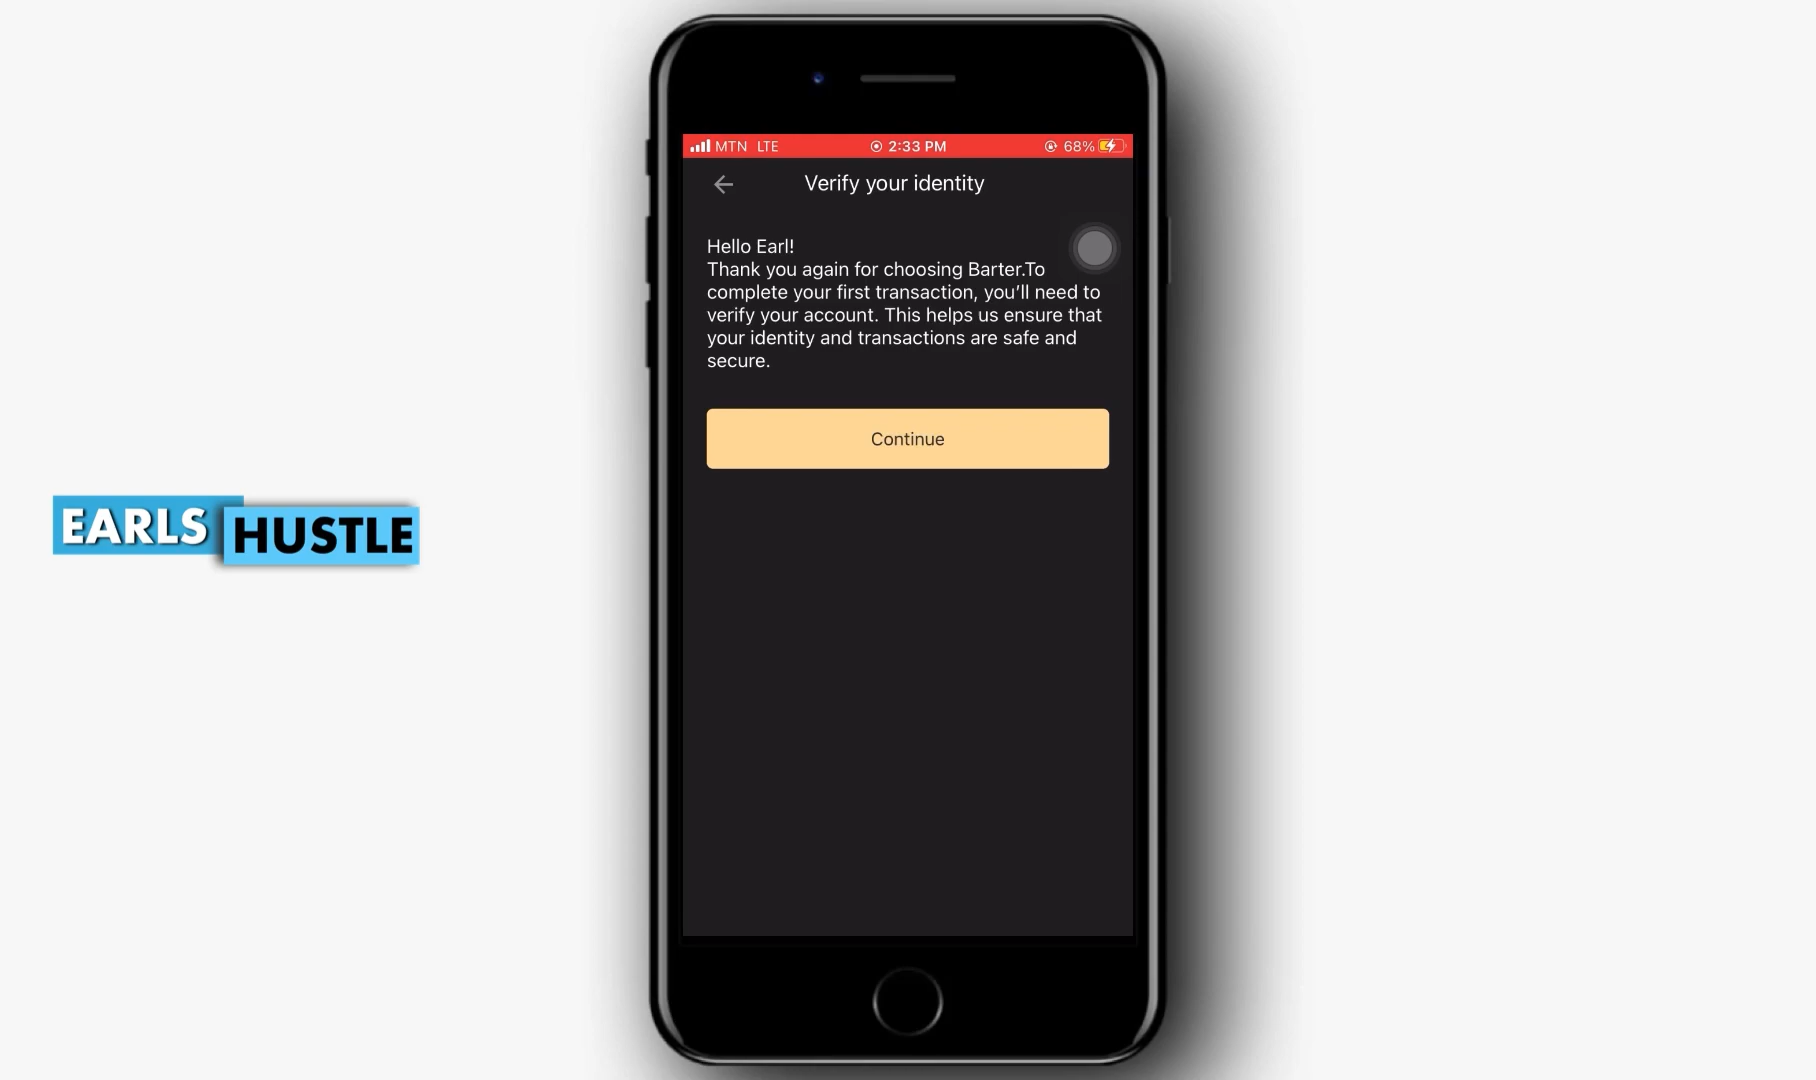 MTN LTE 2:33 PM 68%
Verify your identity
Hello Earl!
Thank you again for choosing Barter.To
complete your first transaction, you’ll need to
verify your account. This helps us ensure that
your identity and transactions are safe and
secure.
Continue
EARLS HUSTLE